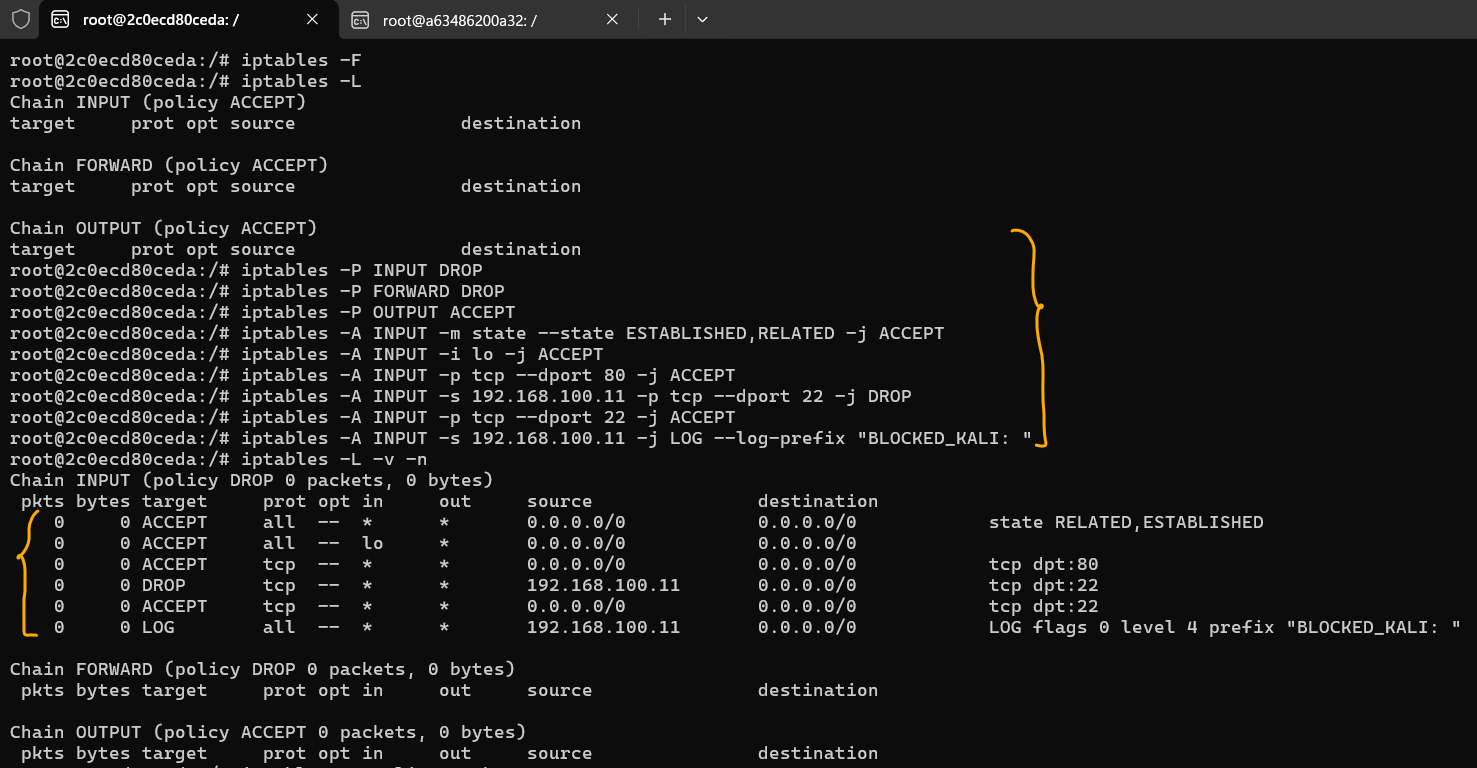 root@2c0ecd80ceda: /
root@a63486200a32: /
root@2c0ecd80ceda:/# iptables -F
root@2c0ecd80ceda:/# iptables -L
Chain INPUT (policy ACCEPT)
target     prot opt source               destination

Chain FORWARD (policy ACCEPT)
target     prot opt source               destination

Chain OUTPUT (policy ACCEPT)
target     prot opt source               destination
root@2c0ecd80ceda:/# iptables -P INPUT DROP
root@2c0ecd80ceda:/# iptables -P FORWARD DROP
root@2c0ecd80ceda:/# iptables -P OUTPUT ACCEPT
root@2c0ecd80ceda:/# iptables -A INPUT -m state --state ESTABLISHED,RELATED -j ACCEPT
root@2c0ecd80ceda:/# iptables -A INPUT -i lo -j ACCEPT
root@2c0ecd80ceda:/# iptables -A INPUT -p tcp --dport 80 -j ACCEPT
root@2c0ecd80ceda:/# iptables -A INPUT -s 192.168.100.11 -p tcp --dport 22 -j DROP
root@2c0ecd80ceda:/# iptables -A INPUT -p tcp --dport 22 -j ACCEPT
root@2c0ecd80ceda:/# iptables -A INPUT -s 192.168.100.11 -j LOG --log-prefix "BLOCKED_KALI: "
root@2c0ecd80ceda:/# iptables -L -v -n
Chain INPUT (policy DROP 0 packets, 0 bytes)
 pkts bytes target     prot opt in     out     source               destination
    0     0 ACCEPT     all  --  *      *       0.0.0.0/0            0.0.0.0/0            state RELATED,ESTABLISHED
    0     0 ACCEPT     all  --  lo     *       0.0.0.0/0            0.0.0.0/0
    0     0 ACCEPT     tcp  --  *      *       0.0.0.0/0            0.0.0.0/0            tcp dpt:80
    0     0 DROP       tcp  --  *      *       192.168.100.11       0.0.0.0/0            tcp dpt:22
    0     0 ACCEPT     tcp  --  *      *       0.0.0.0/0            0.0.0.0/0            tcp dpt:22
    0     0 LOG        all  --  *      *       192.168.100.11       0.0.0.0/0            LOG flags 0 level 4 prefix "BLOCKED_KALI: "

Chain FORWARD (policy DROP 0 packets, 0 bytes)
 pkts bytes target     prot opt in     out     source               destination

Chain OUTPUT (policy ACCEPT 0 packets, 0 bytes)
 pkts bytes target     prot opt in     out     source               destination